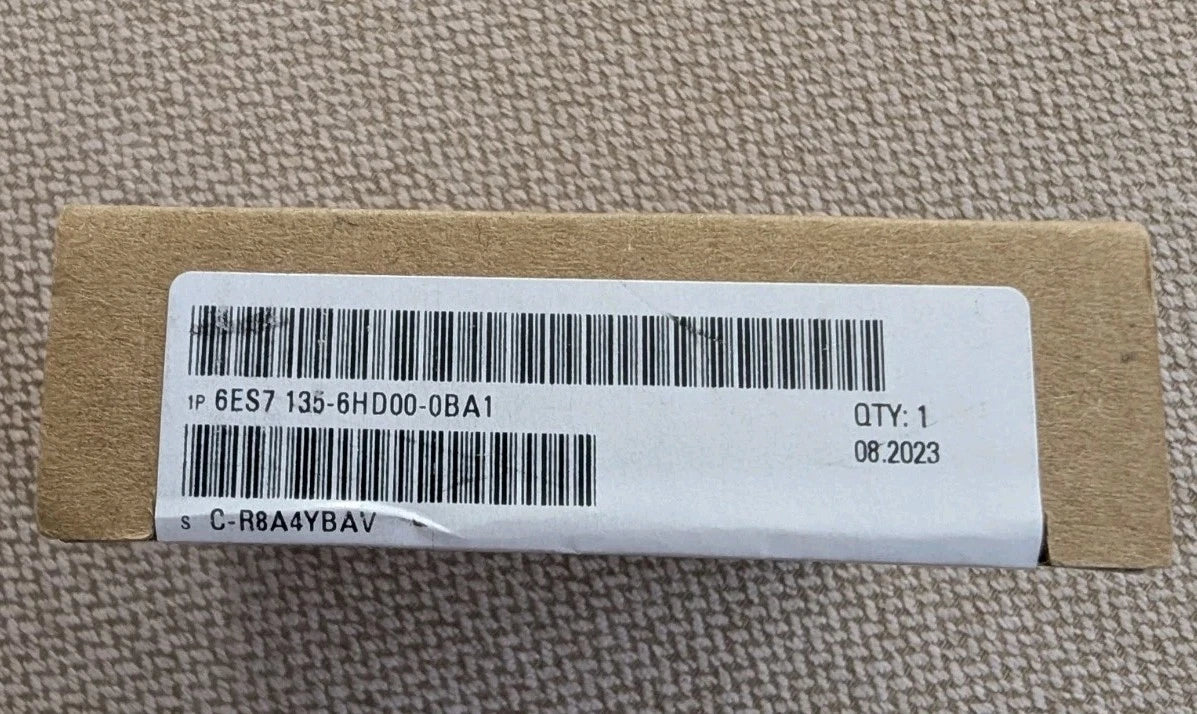 1P 6ES7 135-6HD00-0BA1
QTY: 1
08.2023
S C-R8A4YBAV